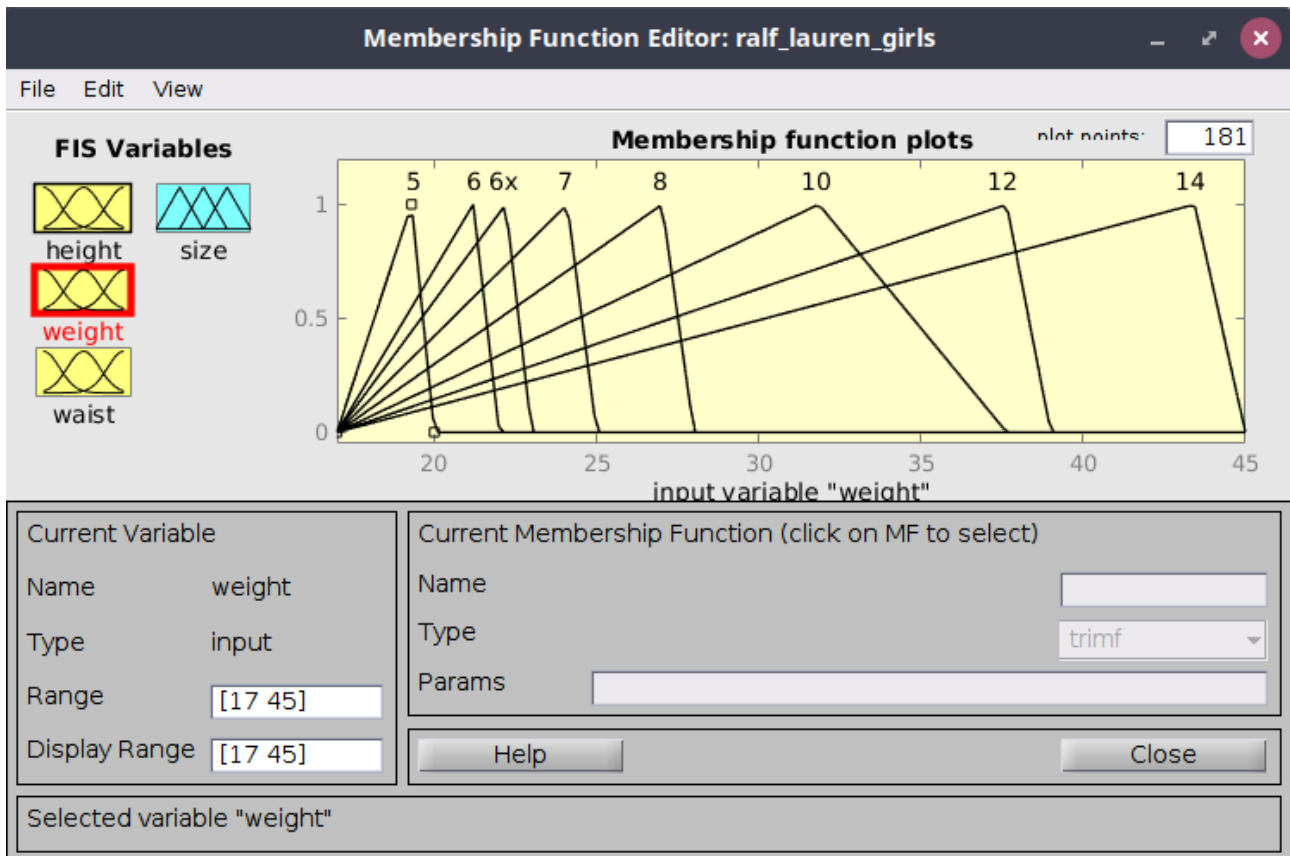 Membership Function Editor: ralf_lauren_girls
File Edit View
FIS Variables
height
size
weight
waist
Membership function plots
plot points: 181
5 6 6x 7 8 10 12 14
1
0.5
0
20 25 30 35 40 45
input variable "weight"
Current Variable
Name weight
Type input
Range [17 45]
Display Range [17 45]
Current Membership Function (click on MF to select)
Name
Type trimf
Params
Help Close
Selected variable "weight"